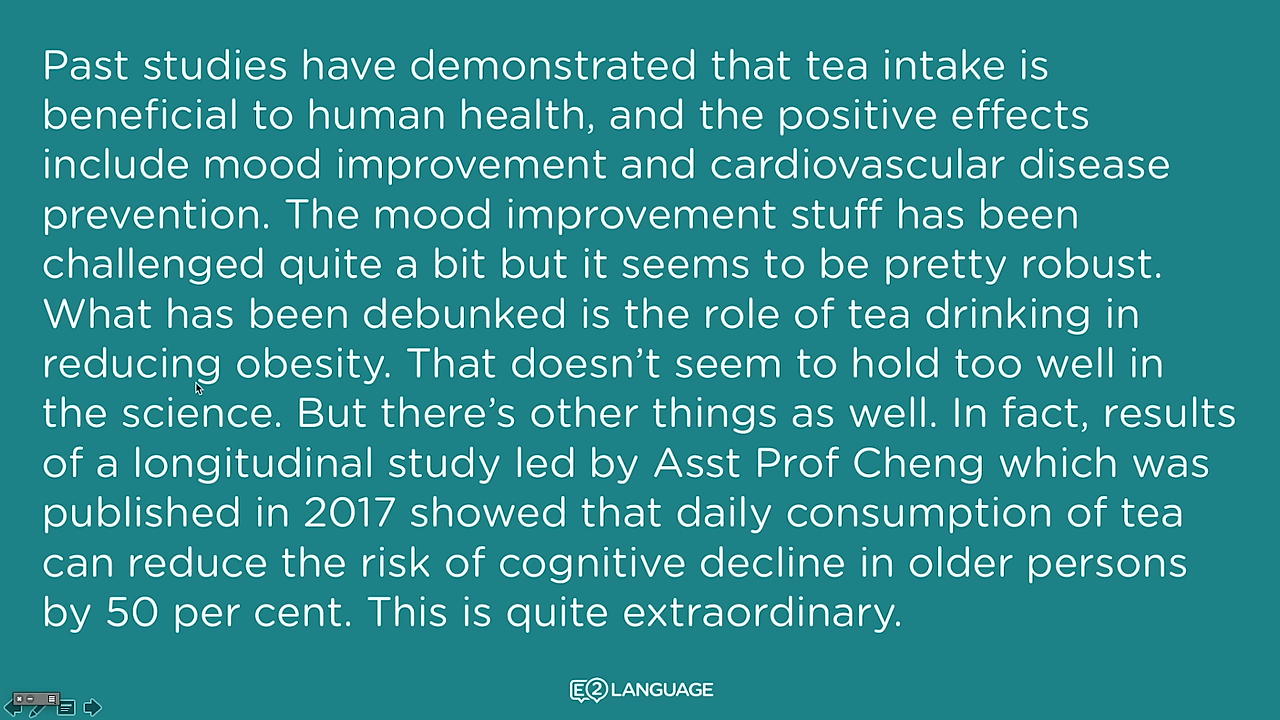 Past studies have demonstrated that tea intake is
beneficial to human health, and the positive effects
include mood improvement and cardiovascular disease
prevention. The mood improvement stuff has been
challenged quite a bit but it seems to be pretty robust.
What has been debunked is the role of tea drinking in
reducing obesity. That doesn’t seem to hold too well in
the science. But there’s other things as well. In fact, results
of a longitudinal study led by Asst Prof Cheng which was
published in 2017 showed that daily consumption of tea
can reduce the risk of cognitive decline in older persons
by 50 per cent. This is quite extraordinary.
E2 LANGUAGE